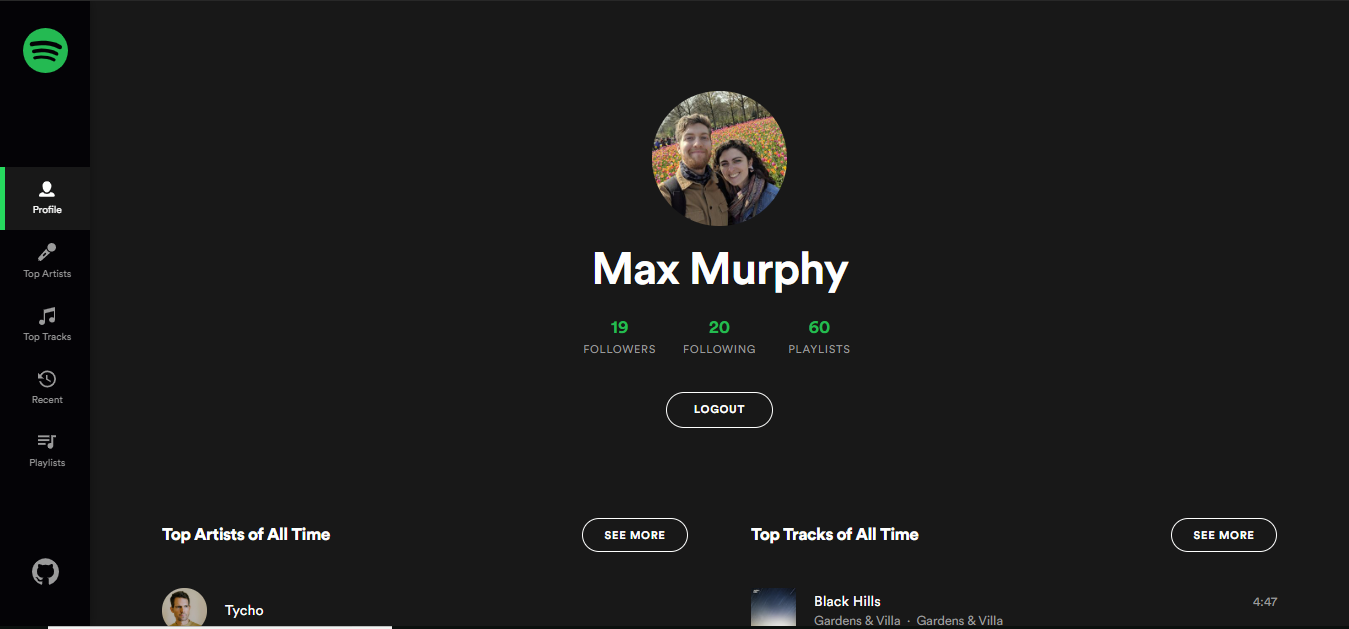 Profile
Top Artists
Top Tracks
Recent
Playlists
Max Murphy
19 20 60
FOLLOWERS FOLLOWING PLAYLISTS
LOGOUT
Top Artists of All Time SEE MORE
Tycho
Top Tracks of All Time SEE MORE
Black Hills 4:47
Gardens & Villa · Gardens & Villa